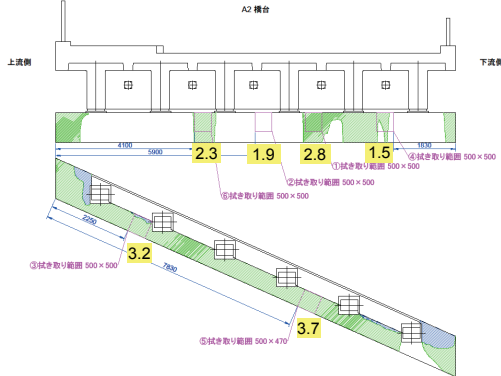 A2 橋台
上流側
下流側
4100
2.3
1.9
2.8
1.5
1830
④拭き取り範囲 500×500
5900
①拭き取り範囲 500×500
②拭き取り範囲 500×500
⑥拭き取り範囲 500×500
2250
3.2
③拭き取り範囲 500×500
7930
3.7
⑤拭き取り範囲 500×470